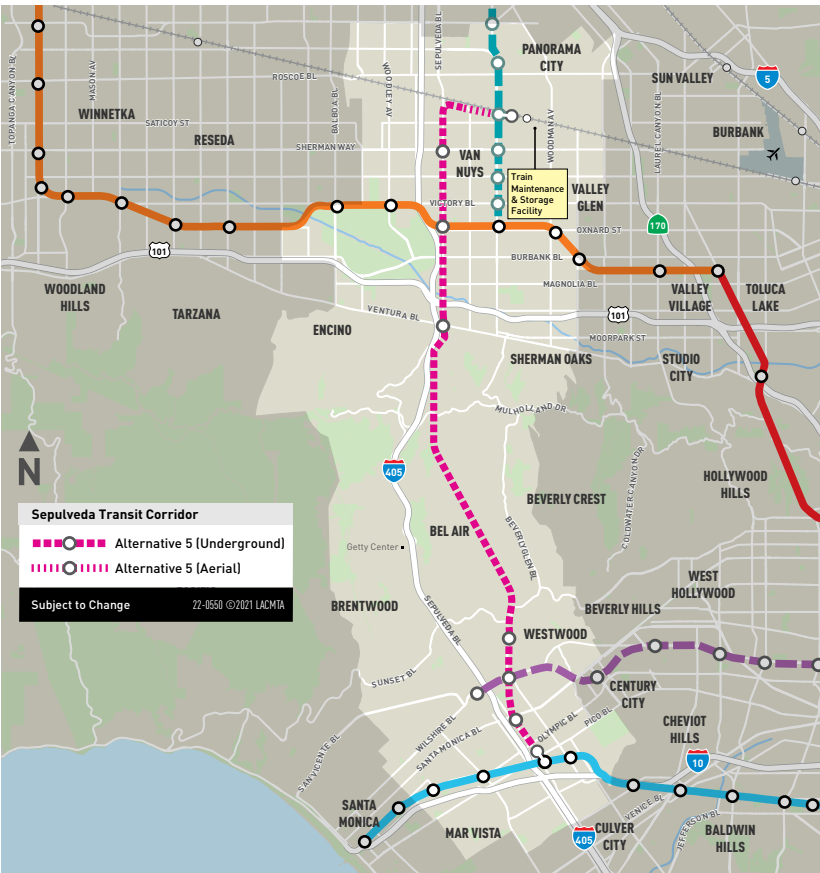 SEPULVEDA BL
PANORAMA
CITY
SUN VALLEY
5
TOPANGA CANYON BL
MASON AV
ROSCOE BL
WOODLEY AV
BALBOA BL
WINNETKA
SATICOY ST
RESEDA
SHERMAN WAY
WOODMAN AV
LAUREL CANYON BL
BURBANK
VAN
NUYS
Train
Maintenance
& Storage
Facility
VALLEY
GLEN
VICTORY BL
170
OXNARD ST
101
BURBANK BL
MAGNOLIA BL
WOODLAND
HILLS
TARZANA
VENTURA BL
ENCINO
101
VALLEY
VILLAGE
TOLUCA
LAKE
MOORPARK ST
SHERMAN OAKS
STUDIO
CITY
MULHOLLAND DR
N
405
COLDWATER CANYON DR
HOLLYWOOD
HILLS
BEVERLY CREST
Sepulveda Transit Corridor
Alternative 5 (Underground)
Alternative 5 (Aerial)
Subject to Change
22-0550 ©2021 LACMTA
BEL AIR
BEVERLY GLEN BL
Getty Center
WEST
HOLLYWOOD
BRENTWOOD
SEPULVEDA BL
BEVERLY HILLS
WESTWOOD
SUNSET BL
CENTURY
CITY
WILSHIRE BL
SANTA MONICA BL
OLYMPIC BL
PICO BL
CHEVIOT
HILLS
10
SAN VICENTE BL
SANTA
MONICA
MAR VISTA
405
CULVER
CITY
VENICE BL
JEFFERSON BL
BALDWIN
HILLS